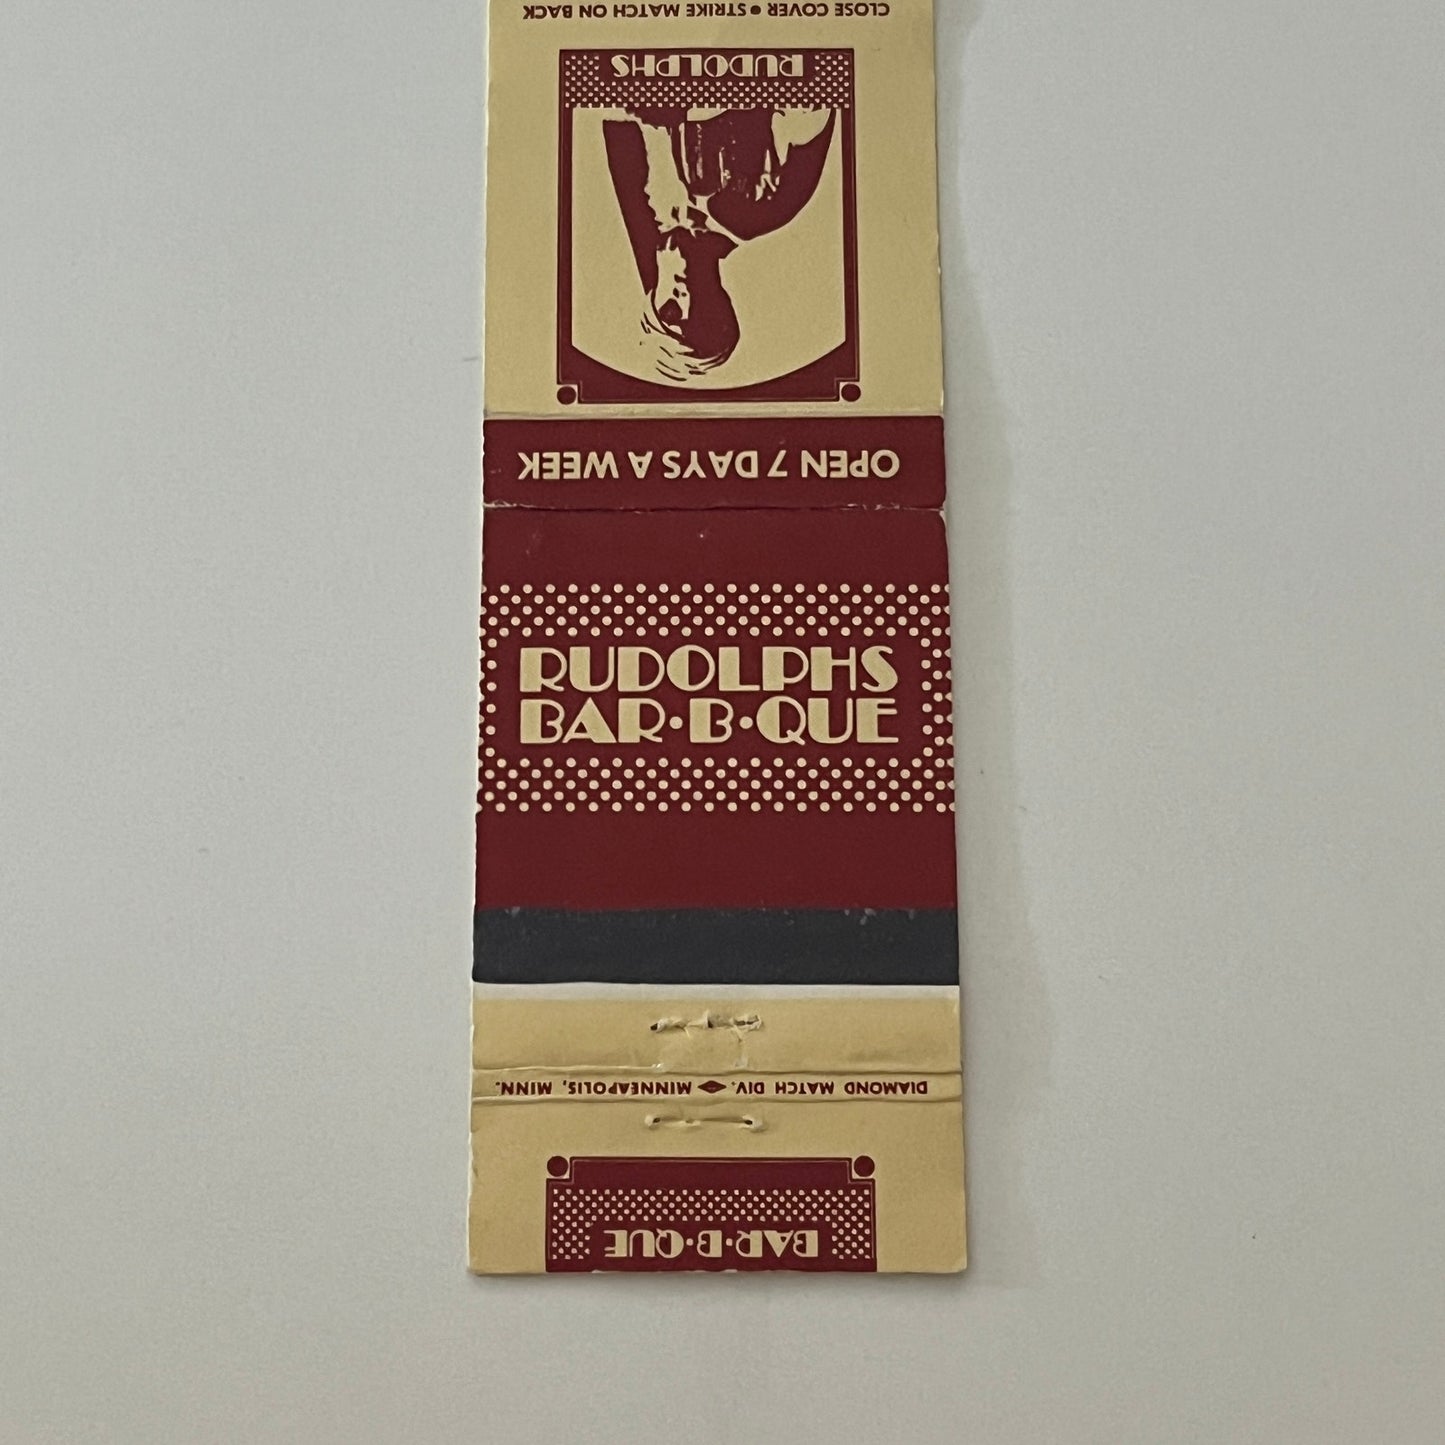 CLOSE COVER • STRIKE MATCH ON BACK
RUDOLPHS
OPEN 7 DAYS A WEEK
RUDOLPHS
BAR•B•QUE
DIAMOND MATCH DIV. MINNEAPOLIS, MINN.
BAR•B•QUE